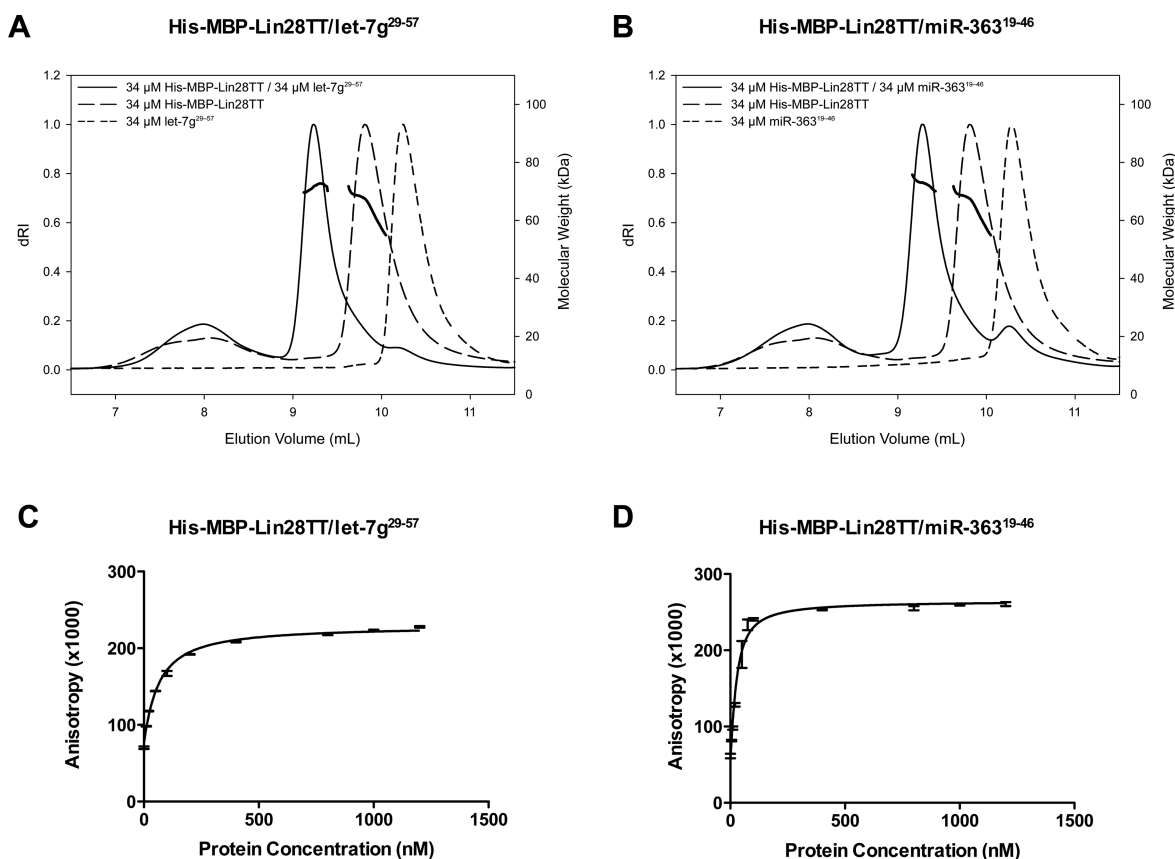 A
His-MBP-Lin28TT/let-7g29-57
1.2
1.0
0.8
0.6
0.4
0.2
0.0
dRI
34 µM His-MBP-Lin28TT / 34 µM let-7g29-57
34 µM His-MBP-Lin28TT
34 µM let-7g29-57
100
80
60
40
20
0
Molecular Weight (kDa)
7 8 9 10 11
Elution Volume (mL)
B
His-MBP-Lin28TT/miR-36319-46
1.2
1.0
0.8
0.6
0.4
0.2
0.0
dRI
34 µM His-MBP-Lin28TT / 34 µM miR-36319-46
34 µM His-MBP-Lin28TT
34 µM miR-36319-46
100
80
60
40
20
0
Molecular Weight (kDa)
7 8 9 10 11
Elution Volume (mL)
C
His-MBP-Lin28TT/let-7g29-57
300
200
100
0
Anisotropy (x1000)
0 500 1000 1500
Protein Concentration (nM)
D
His-MBP-Lin28TT/miR-36319-46
300
200
100
0
Anisotropy (x1000)
0 500 1000 1500
Protein Concentration (nM)